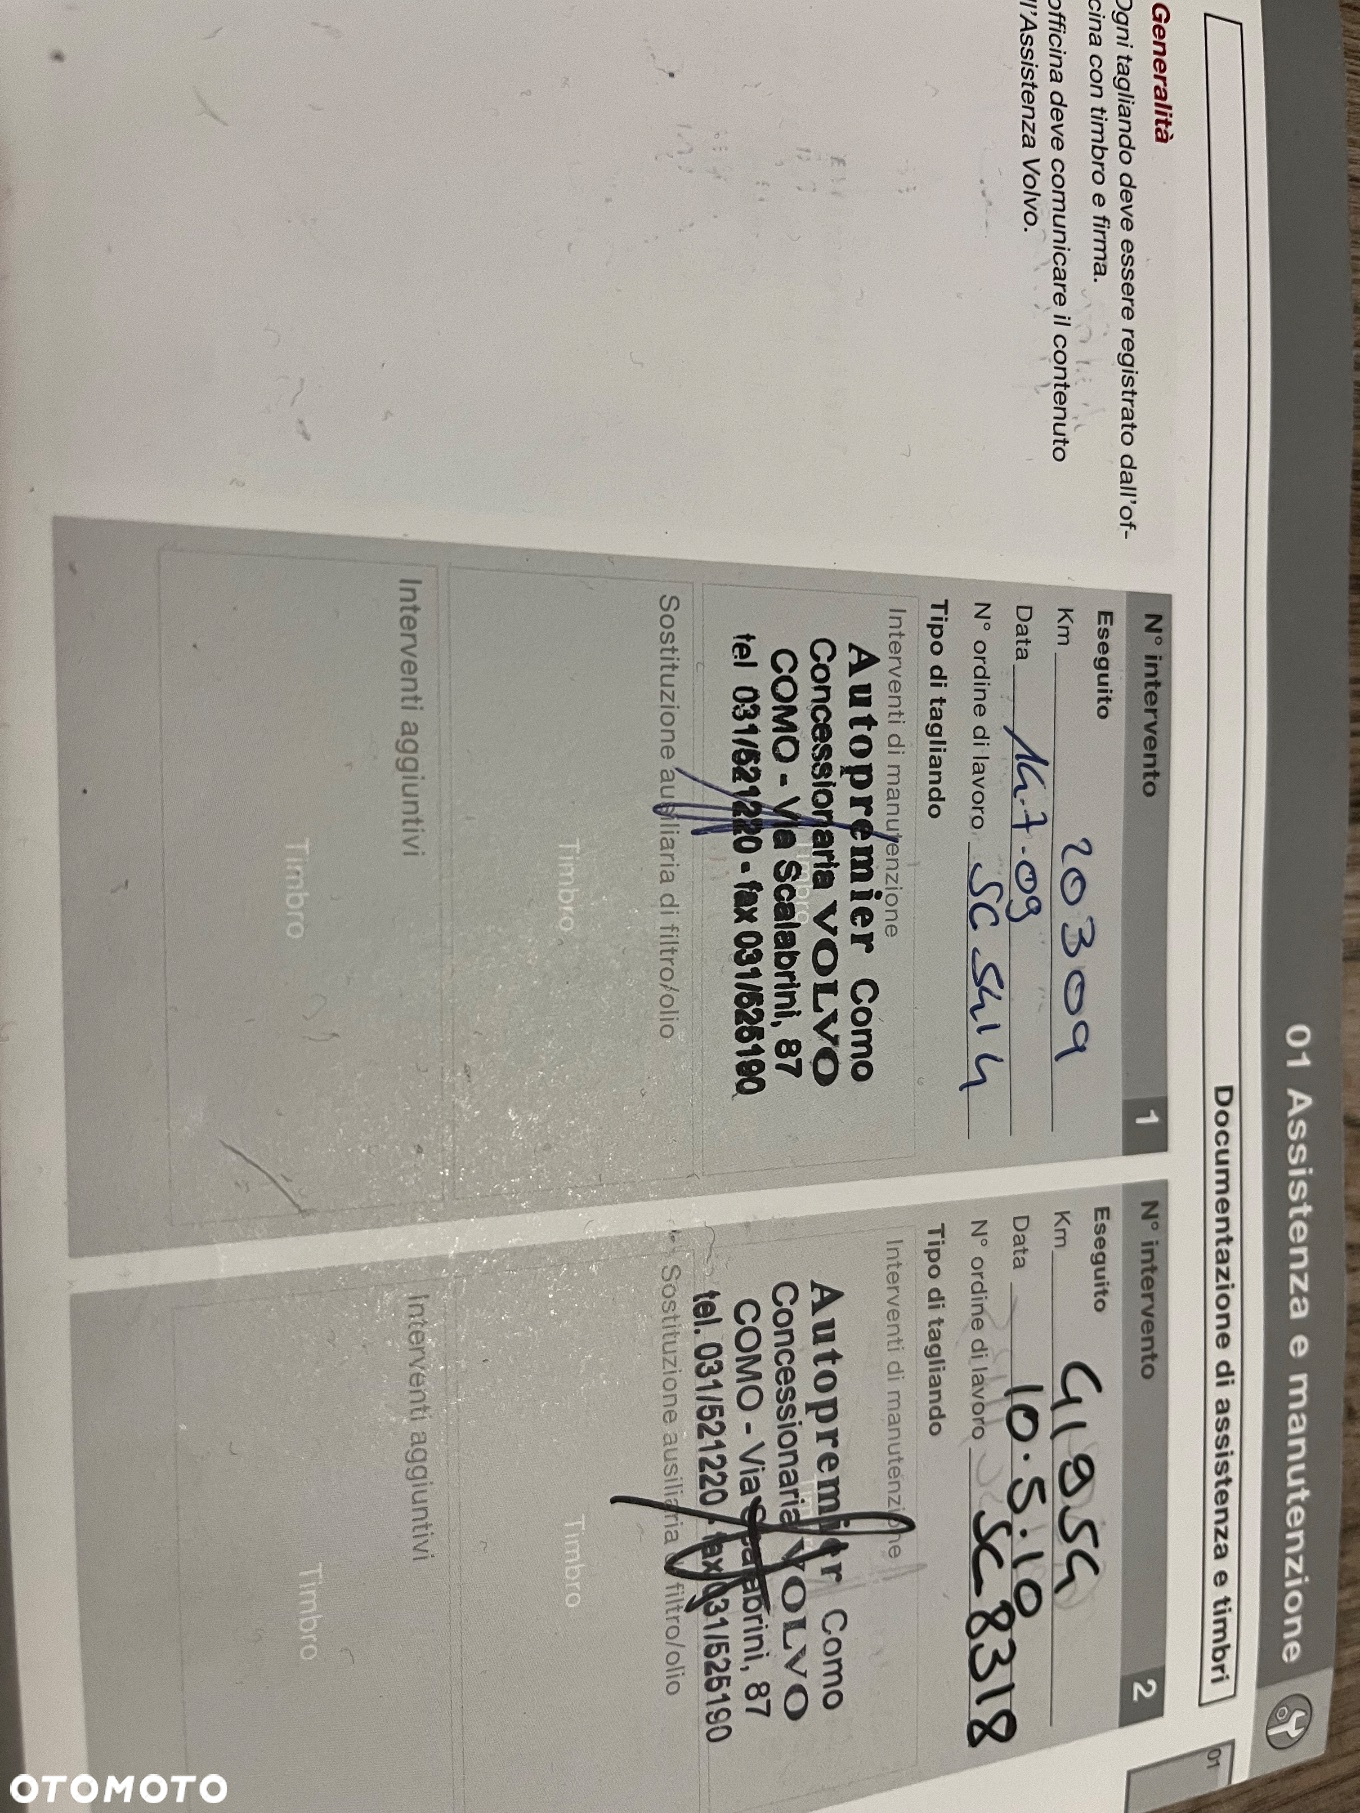 01 Assistenza e manutenzione
Documentazione di assistenza e timbri
01
Generalità
Ogni tagliando deve essere registrato dall'of-
cina con timbro e firma.
officina deve comunicare il contenuto
ll'Assistenza Volvo.
N° intervento 1
Eseguito
Km 20309
Data 14.7.09
N° ordine di lavoro SC 5414
Tipo di tagliando
Interventi di manutenzione
Autopremier Como
Concessionaria VOLVO
COMO - Via Scalabrini, 87
tel 031/521220 - fax 031/525190
Sostituzione ausiliaria di filtro/olio
Timbro
Interventi aggiuntivi
Timbro
N° intervento 2
Eseguito
Km 41954
Data 10.5.10
N° ordine di lavoro SC 8318
Tipo di tagliando
Interventi di manutenzione
Autopremier Como
Concessionaria VOLVO
COMO - Via Scalabrini, 87
tel. 031/521220 - fax 031/525190
Sostituzione ausiliaria di filtro/olio
Timbro
Interventi aggiuntivi
Timbro
OTOMOTO